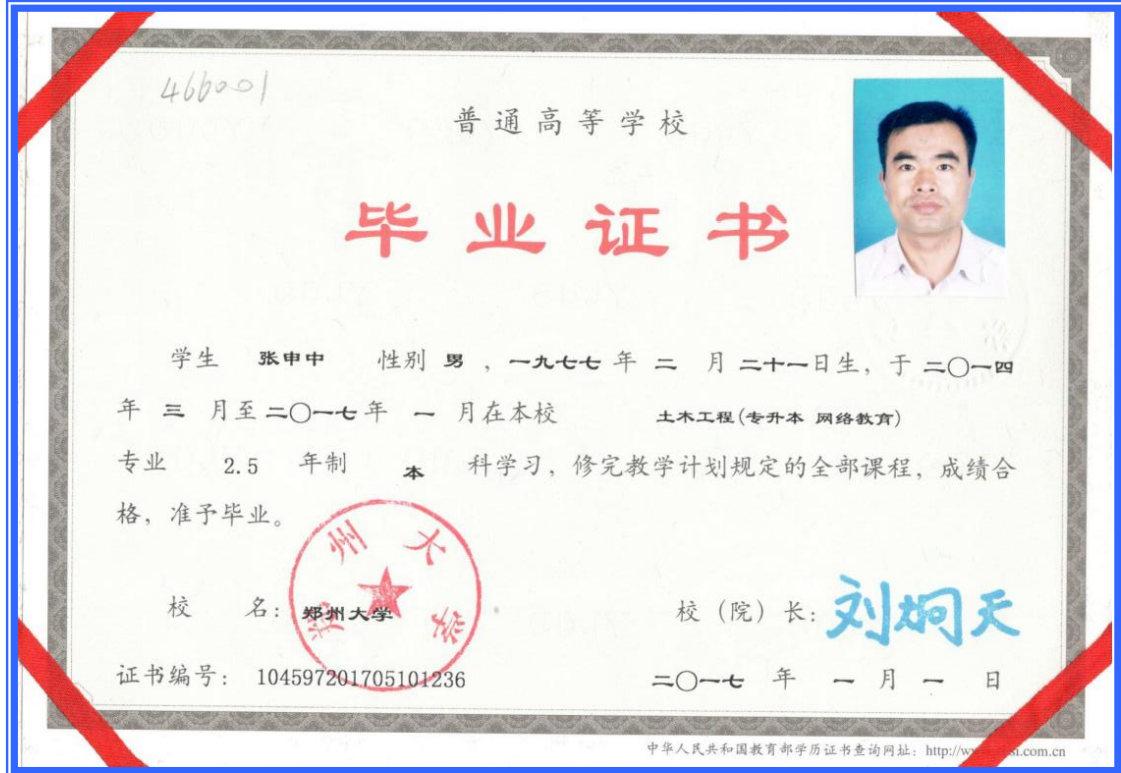 466001
普通高等学校
毕业证书
学生 张申中 性别 男 ，一九七七 年 二 月 二十一日生，于 二〇一四
年 三 月至 二〇一七 年 一 月在本校 土木工程(专升本 网络教育)
专业 2.5 年制 本 科学习，修完教学计划规定的全部课程，成绩合
格，准予毕业。
郑州大学
校 名：郑州大学 校（院）长：刘炯天
证书编号： 104597201705101236 二〇一七 年 一 月 一 日
中华人民共和国教育部学历证书查询网址：http://w
si.com.cn